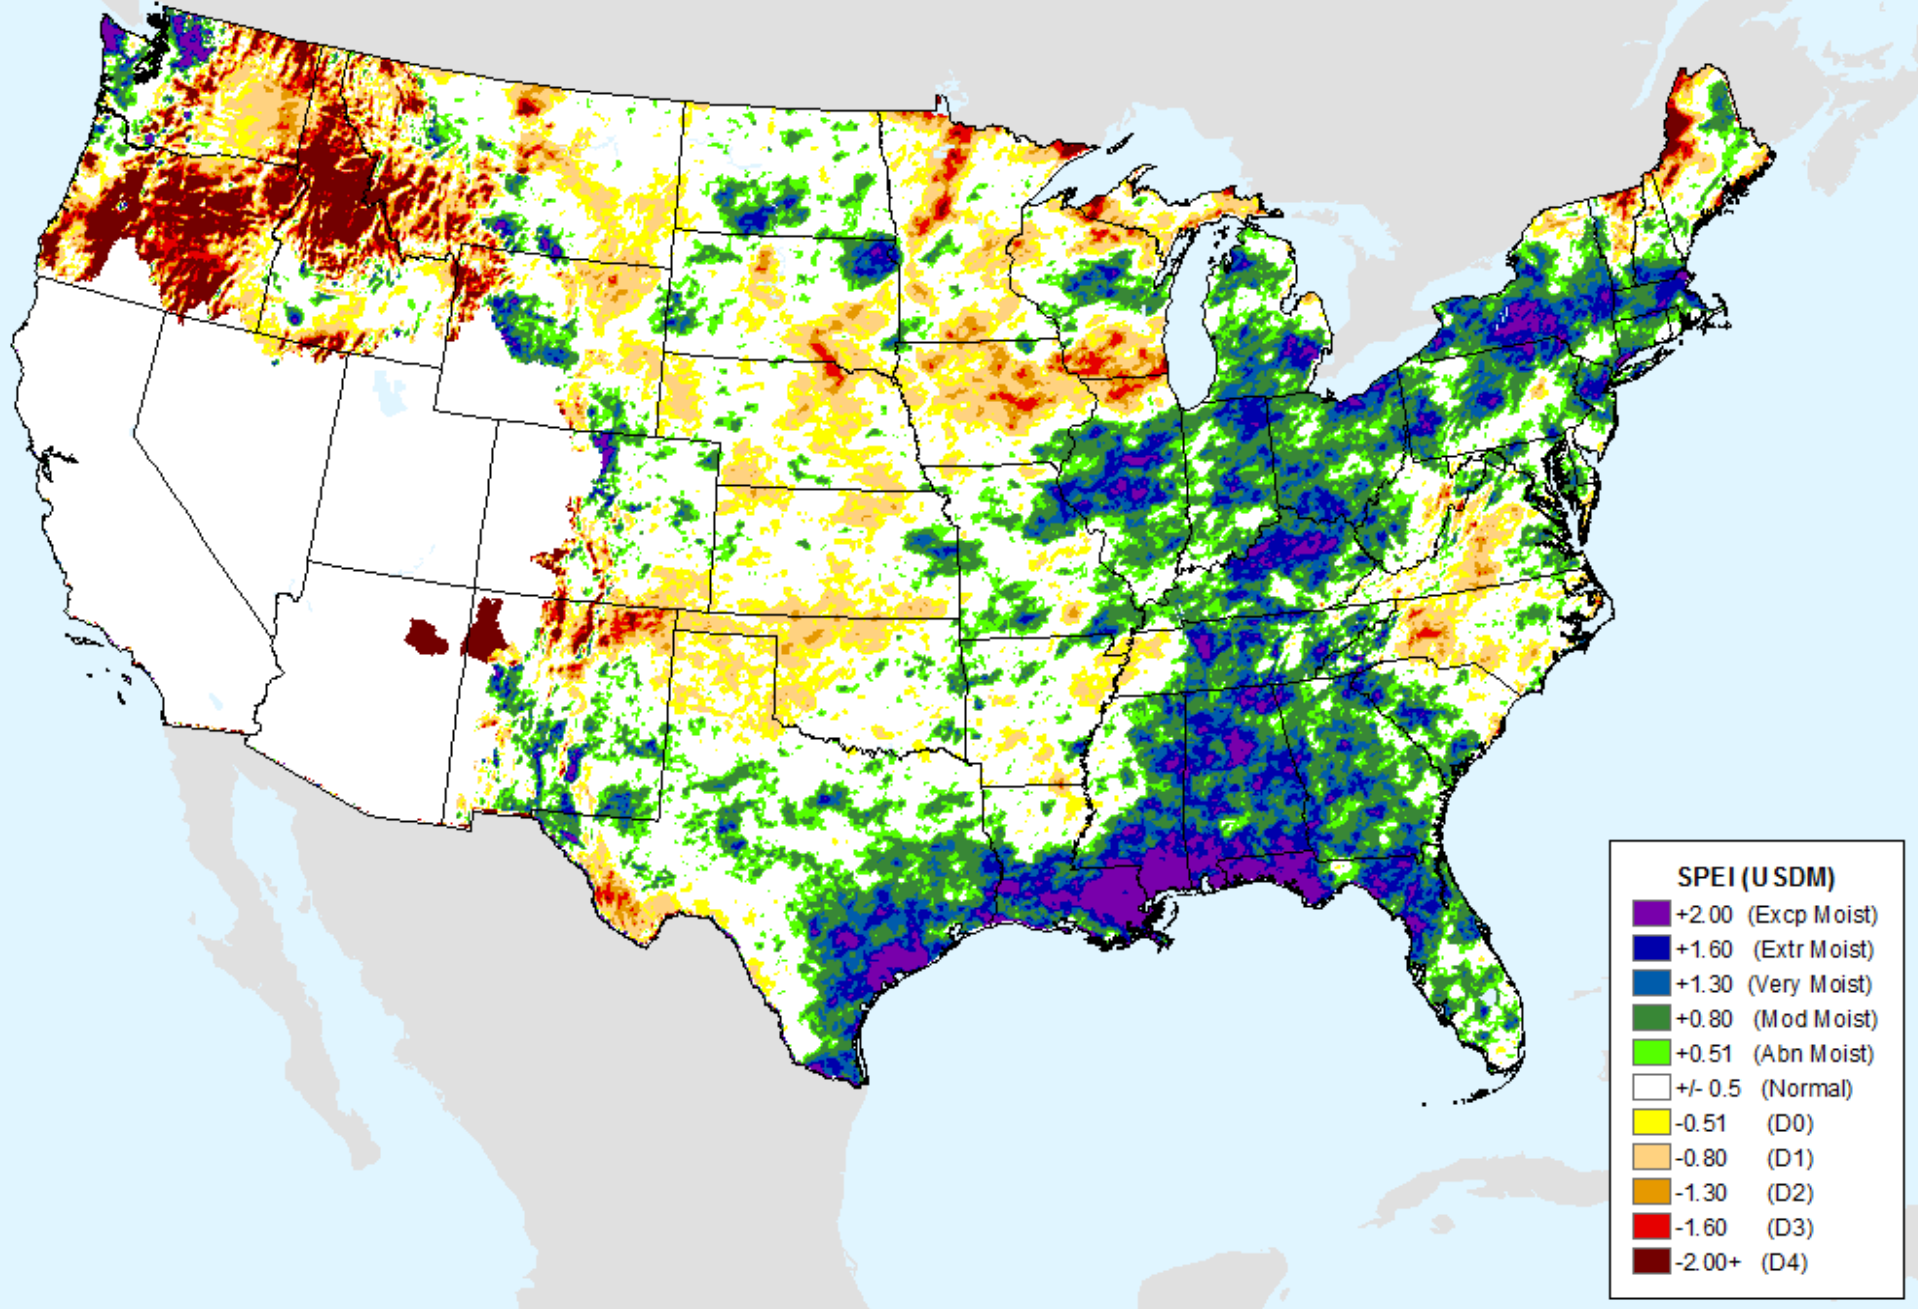 SPEI (USDM)
+2.00 (Excp Moist)
+1.60 (Extr Moist)
+1.30 (Very Moist)
+0.80 (Mod Moist)
+0.51 (Abn Moist)
+/- 0.5 (Normal)
-0.51 (D0)
-0.80 (D1)
-1.30 (D2)
-1.60 (D3)
-2.00+ (D4)